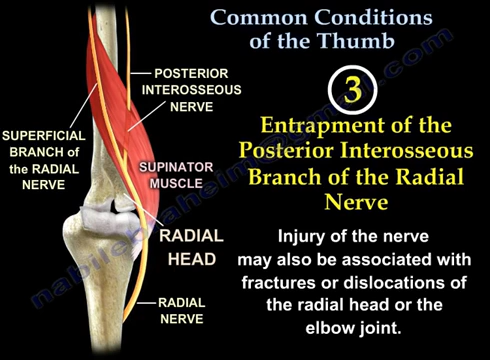 Common Conditions
of the Thumb
3
Entrapment of the
Posterior Interosseous
Branch of the Radial
Nerve
Injury of the nerve
may also be associated with
fractures or dislocations of
the radial head or the
elbow joint.
POSTERIOR
INTEROSSEOUS
NERVE
SUPERFICIAL
BRANCH of
the RADIAL
NERVE
SUPINATOR
MUSCLE
RADIAL
HEAD
RADIAL
NERVE